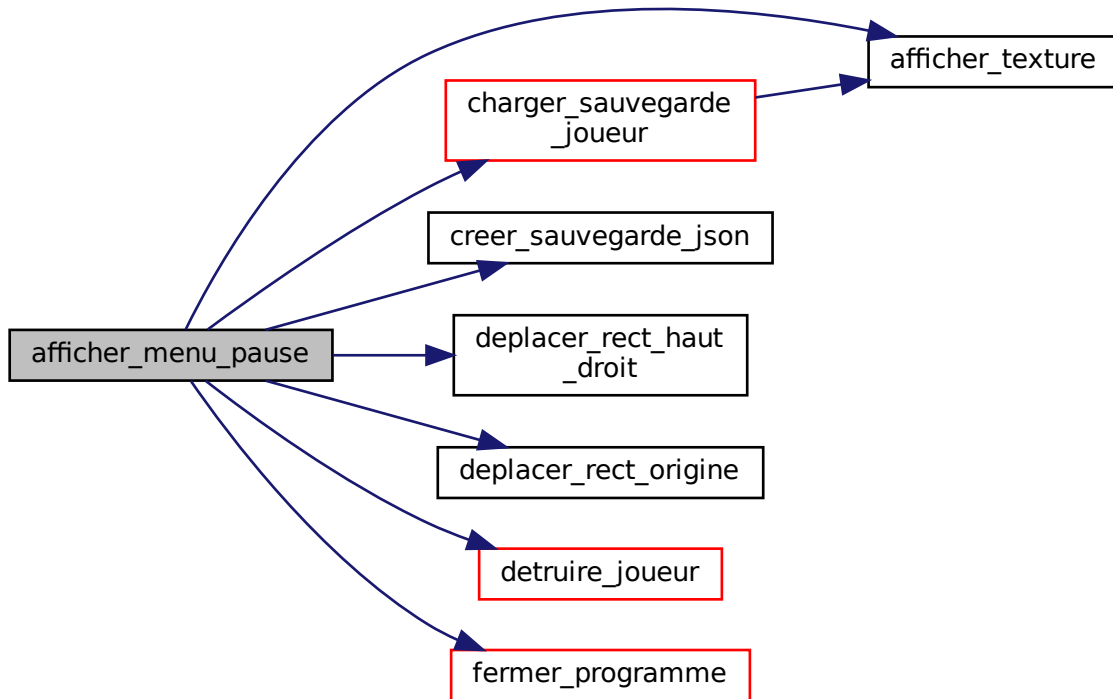 afficher_texture
charger_sauvegarde
_joueur
creer_sauvegarde_json
afficher_menu_pause
deplacer_rect_haut
_droit
deplacer_rect_origine
detruire_joueur
fermer_programme